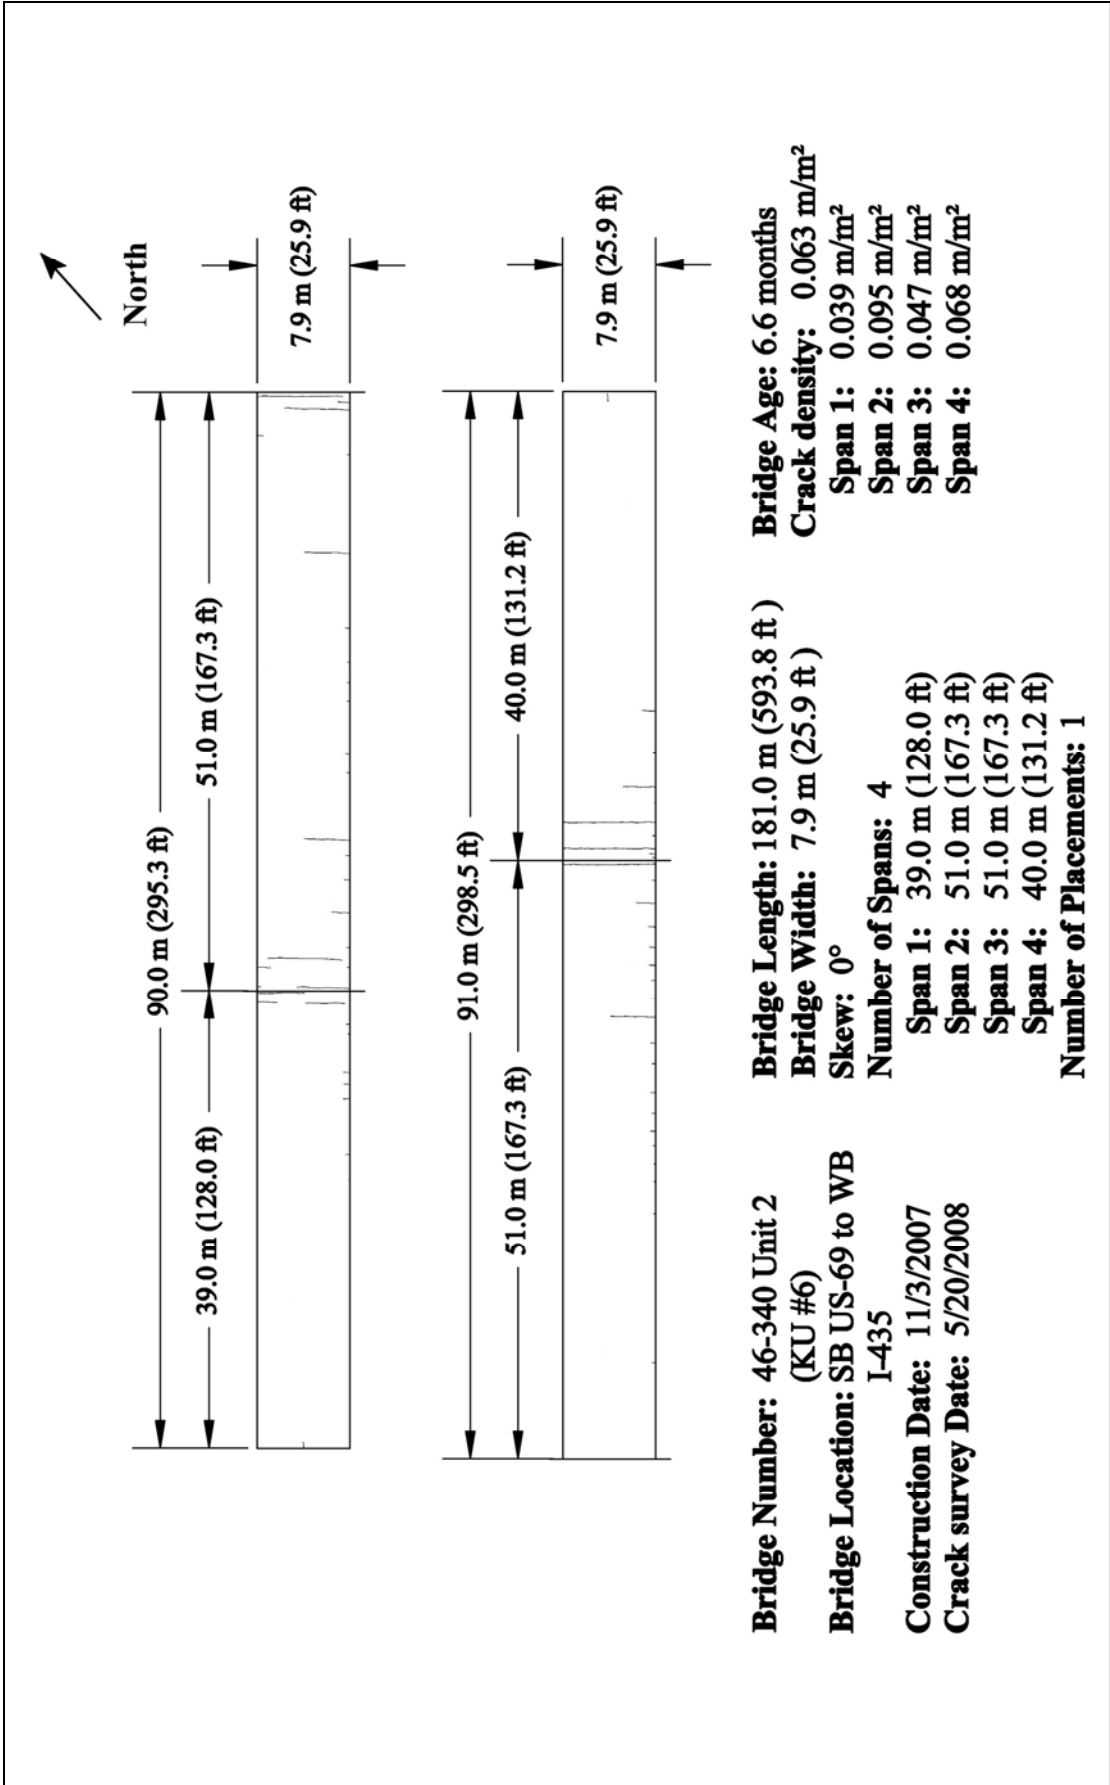 North
90.0 m (295.3 ft)
39.0 m (128.0 ft)
51.0 m (167.3 ft)
7.9 m (25.9 ft)
91.0 m (298.5 ft)
51.0 m (167.3 ft)
40.0 m (131.2 ft)
7.9 m (25.9 ft)
Bridge Number: 46-340 Unit 2
(KU #6)
Bridge Location: SB US-69 to WB
I-435
Construction Date: 11/3/2007
Crack survey Date: 5/20/2008
Bridge Length: 181.0 m (593.8 ft )
Bridge Width: 7.9 m (25.9 ft )
Skew: 0°
Number of Spans: 4
Span 1: 39.0 m (128.0 ft)
Span 2: 51.0 m (167.3 ft)
Span 3: 51.0 m (167.3 ft)
Span 4: 40.0 m (131.2 ft)
Number of Placements: 1
Bridge Age: 6.6 months
Crack density: 0.063 m/m²
Span 1: 0.039 m/m²
Span 2: 0.095 m/m²
Span 3: 0.047 m/m²
Span 4: 0.068 m/m²